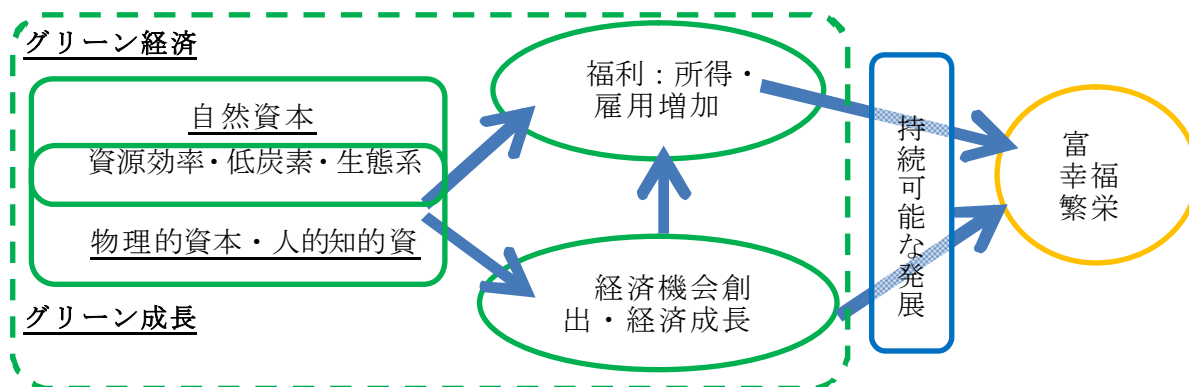 グリーン経済
自然資本
資源効率・低炭素・生態系
物理的資本・人的知的資
グリーン成長
福利：所得・
雇用増加
経済機会創
出・経済成長
持続可能な発展
富
幸福
繁栄